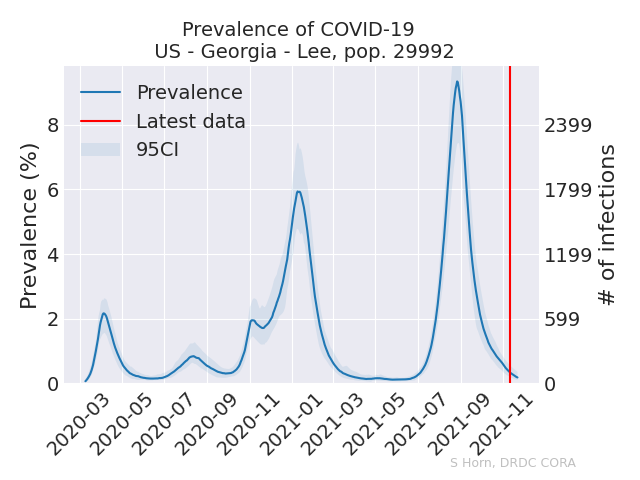 Prevalence of COVID-19
US - Georgia - Lee, pop. 29992
Prevalence
Latest data
95CI
Prevalence (%)
8
6
4
2
0
# of infections
2399
1799
1199
599
0
2020-03
2020-05
2020-07
2020-09
2020-11
2021-01
2021-03
2021-05
2021-07
2021-09
2021-11
S Horn, DRDC CORA